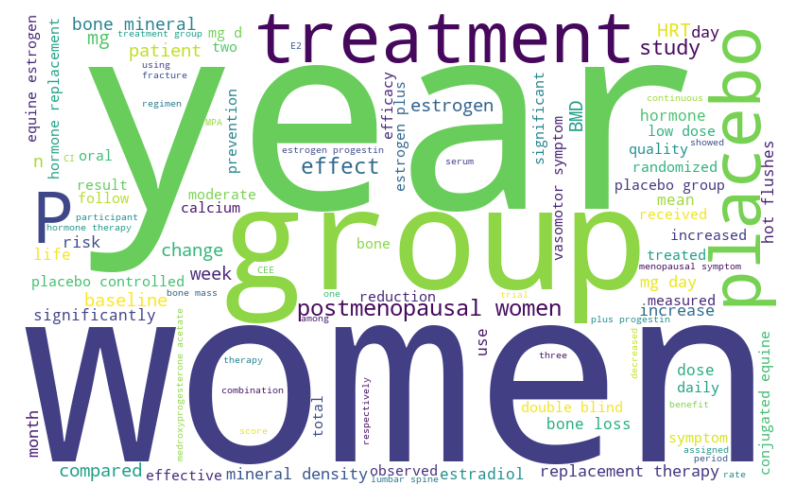 bone mineral
treatment group
E2
treatment
HRT
day
mg
mg d
patient
two
study
equine estrogen
hormone replacement
using
fracture
regimen
MPA
year
efficacy
estrogen
estrogen plus
significant
BMD
continuous
hormone
showed
low dose
placebo
n
CI
oral
prevention
estrogen progestin
effect
serum
vasomotor symptom
quality
randomized
hot flushes
result
follow
moderate
calcium
placebo group
mean
received
P
participant
hormone therapy
risk
life
change
group
bone
increased
treated
menopausal symptom
week
CEE
placebo controlled
bone mass
baseline
reduction
one
trial
mg day
measured
significantly
postmenopausal women
among
use
plus progestin
increase
women
medroxyprogesterone acetate
therapy
combination
score
total
respectively
three
decreased
dose
daily
benefit
conjugated equine
double blind
bone loss
symptom
assigned
period
month
compared
effective
mineral density
observed
lumbar spine
estradiol
replacement therapy
rate